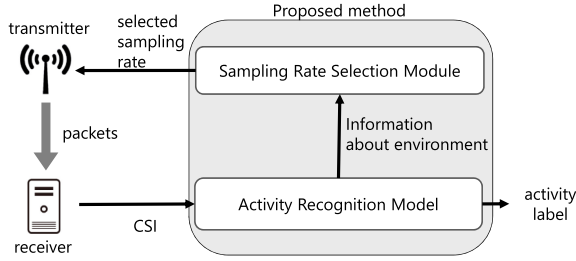 Proposed method
transmitter
selected
sampling
rate
Sampling Rate Selection Module
packets
Information
about environment
receiver
CSI
Activity Recognition Model
activity
label